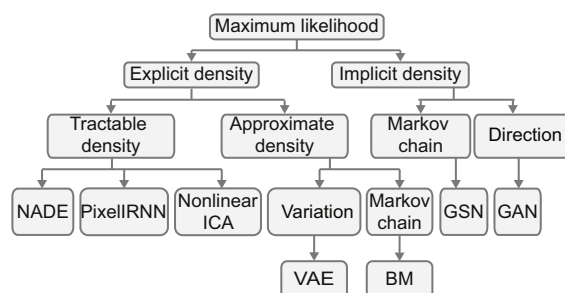 Maximum likelihood
Explicit density
Implicit density
Tractable
density
Approximate
density
Markov
chain
Direction
NADE
PixelIRNN
Nonlinear
ICA
Variation
Markov
chain
GSN
GAN
VAE
BM